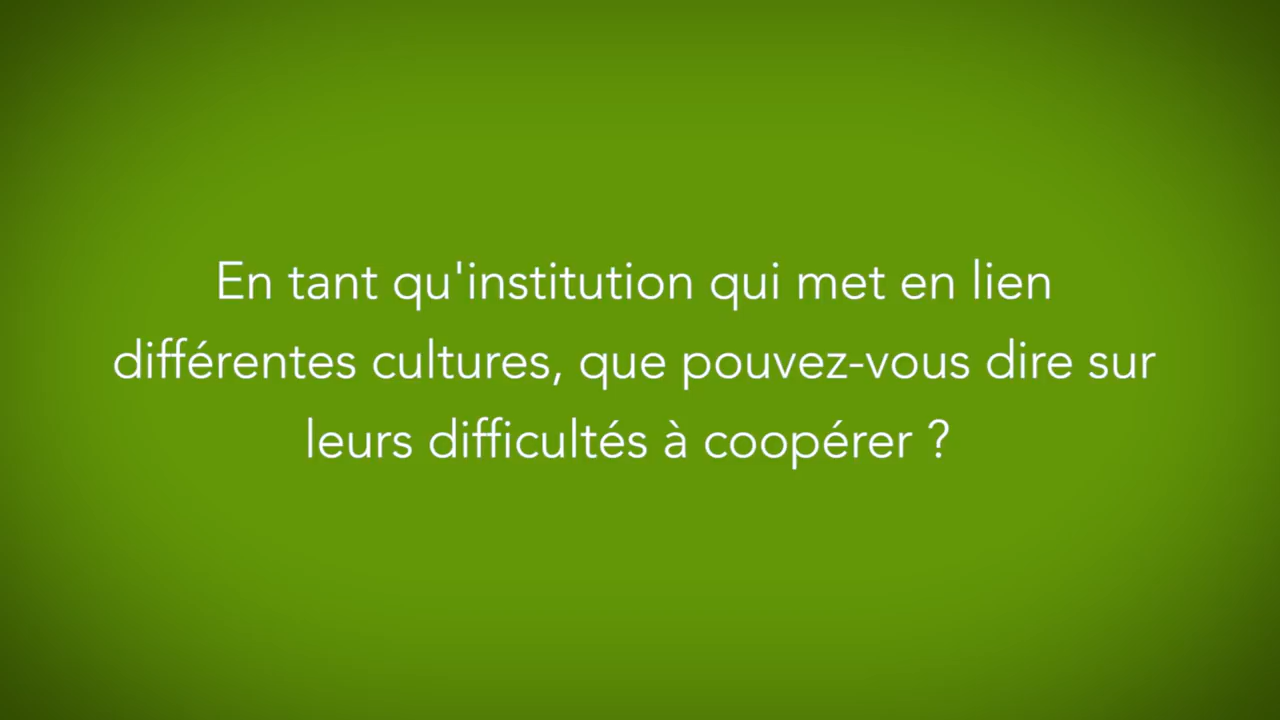 En tant qu'institution qui met en lien
différentes cultures, que pouvez-vous dire sur
leurs difficultés à coopérer ?